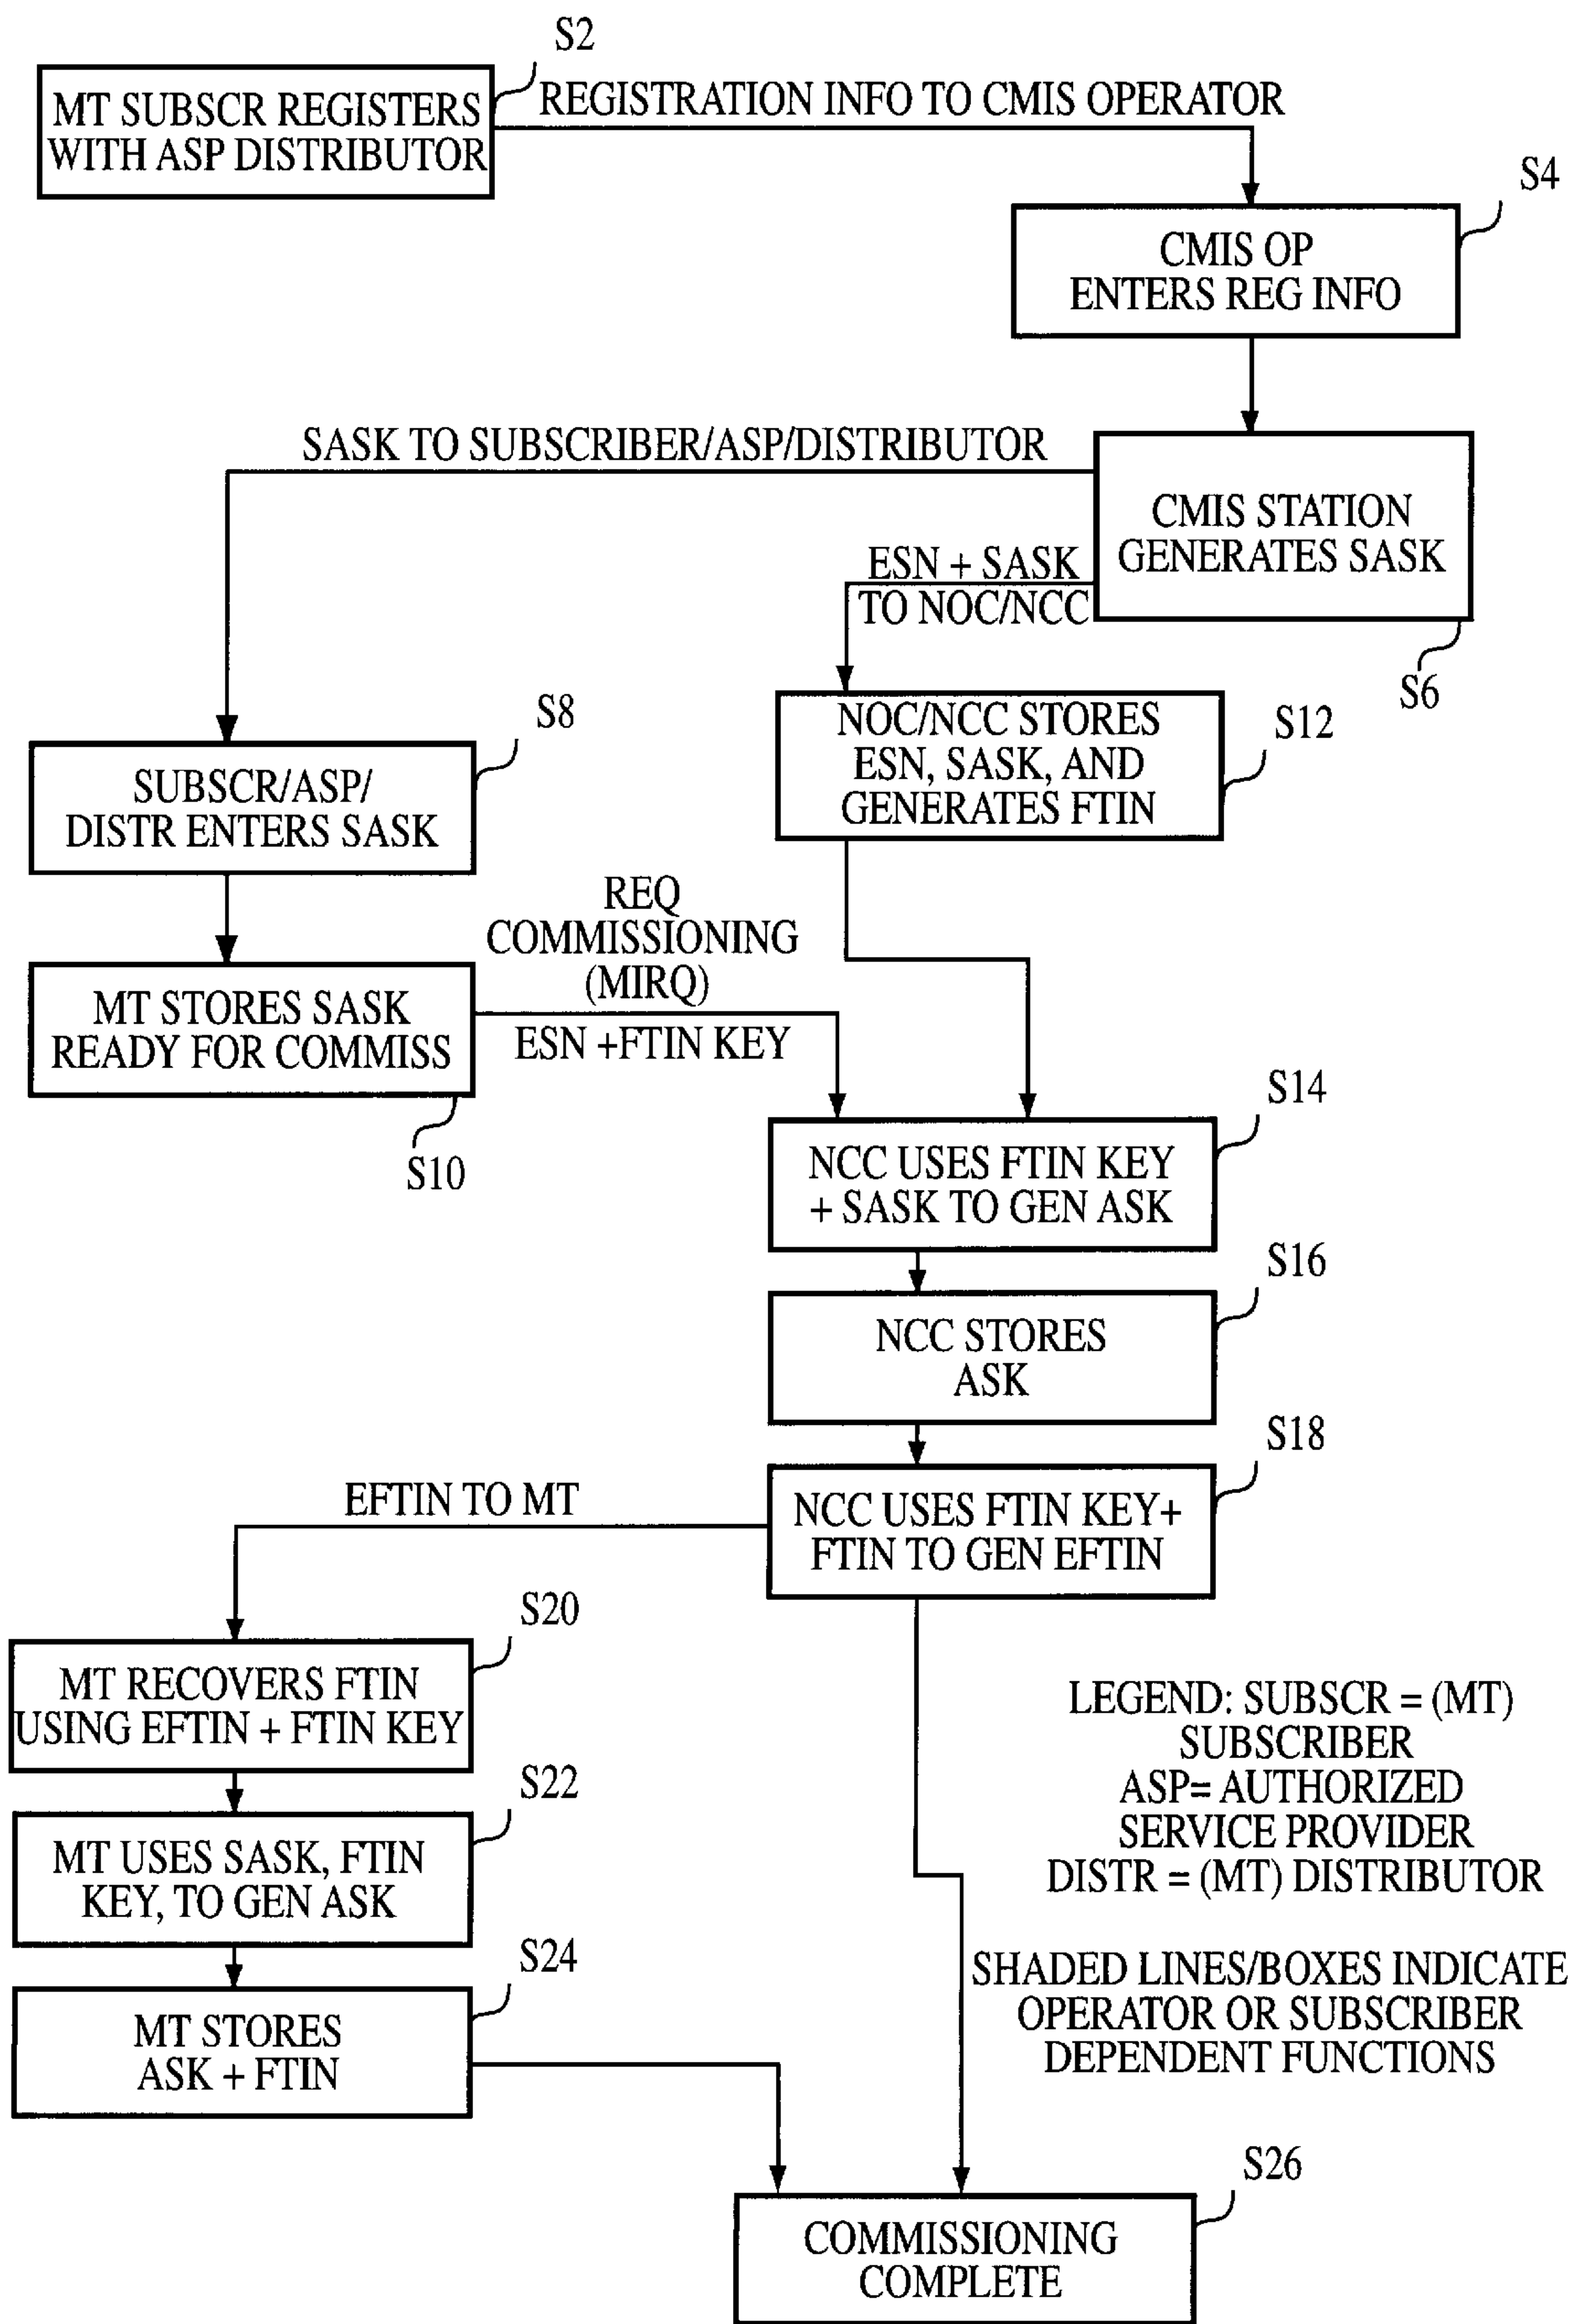 S2
MT SUBSCR REGISTERS
WITH ASP DISTRIBUTOR
REGISTRATION INFO TO CMIS OPERATOR
S4
CMIS OP
ENTERS REG INFO
SASK TO SUBSCRIBER/ASP/DISTRIBUTOR
CMIS STATION
GENERATES SASK
ESN + SASK
TO NOC/NCC
S6
S8
SUBSCR/ASP/
DISTR ENTERS SASK
S12
NOC/NCC STORES
ESN, SASK, AND
GENERATES FTIN
REQ
COMMISSIONING
(MIRQ)
ESN +FTIN KEY
MT STORES SASK
READY FOR COMMISS
S10
S14
NCC USES FTIN KEY
+ SASK TO GEN ASK
S16
NCC STORES
ASK
S18
NCC USES FTIN KEY+
FTIN TO GEN EFTIN
EFTIN TO MT
S20
MT RECOVERS FTIN
USING EFTIN + FTIN KEY
S22
MT USES SASK, FTIN
KEY, TO GEN ASK
S24
MT STORES
ASK + FTIN
LEGEND: SUBSCR = (MT)
SUBSCRIBER
ASP= AUTHORIZED
SERVICE PROVIDER
DISTR = (MT) DISTRIBUTOR
SHADED LINES/BOXES INDICATE
OPERATOR OR SUBSCRIBER
DEPENDENT FUNCTIONS
S26
COMMISSIONING
COMPLETE